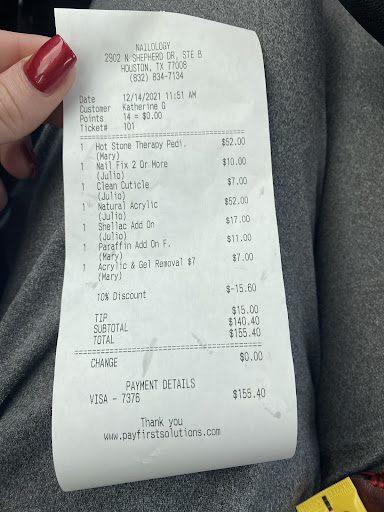 NAILOLOGY
2902 N SHEPHERD DR, STE B
HOUSTON, TX 77008
(832) 834-7134
Date 12/14/2021 11:51 AM
Customer Katherine G
Points 14 = $0.00
Ticket# 101
1 Hot Stone Therapy Pedi. $52.00
(Mary)
1 Nail Fix 2 Or More $10.00
(Julio)
1 Clean Cuticle $7.00
(Julio)
1 Natural Acrylic $52.00
(Julio)
1 Shellac Add On $17.00
(Julio)
1 Paraffin Add On F. $11.00
(Mary)
1 Acrylic & Gel Removal $7 $7.00
(Mary)
10% Discount $-15.60
TIP $15.00
SUBTOTAL $140.40
TOTAL $155.40
CHANGE $0.00
PAYMENT DETAILS
VISA - 7376 $155.40
Thank you
www.payfirstsolutions.com